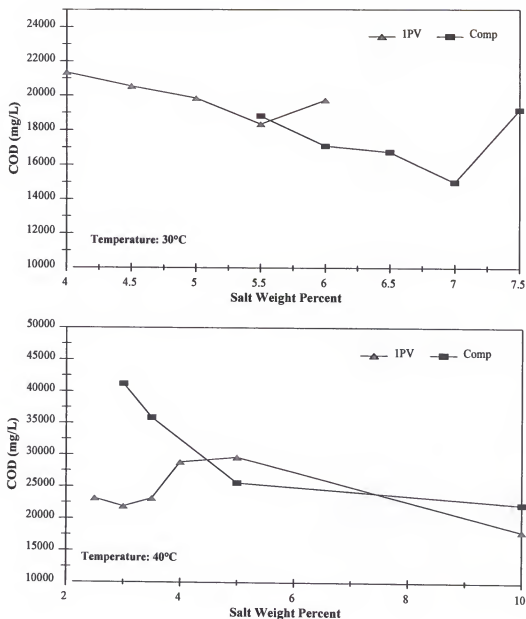 24000
22000
20000
18000
16000
14000
12000
10000
COD (mg/L)
1PV Comp
Temperature: 30°C
4 4.5 5 5.5 6 6.5 7 7.5
Salt Weight Percent
50000
45000
40000
35000
30000
25000
20000
15000
10000
COD (mg/L)
1PV Comp
Temperature: 40°C
2 4 6 8 10
Salt Weight Percent